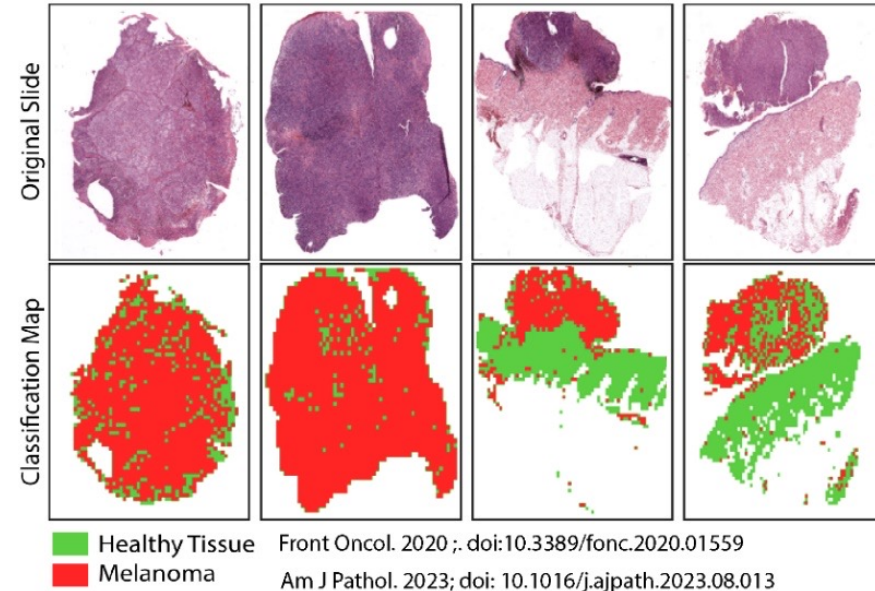 Original Slide
Classification Map
Healthy Tissue
Melanoma
Front Oncol. 2020 ;. doi:10.3389/fonc.2020.01559
Am J Pathol. 2023; doi: 10.1016/j.ajpath.2023.08.013